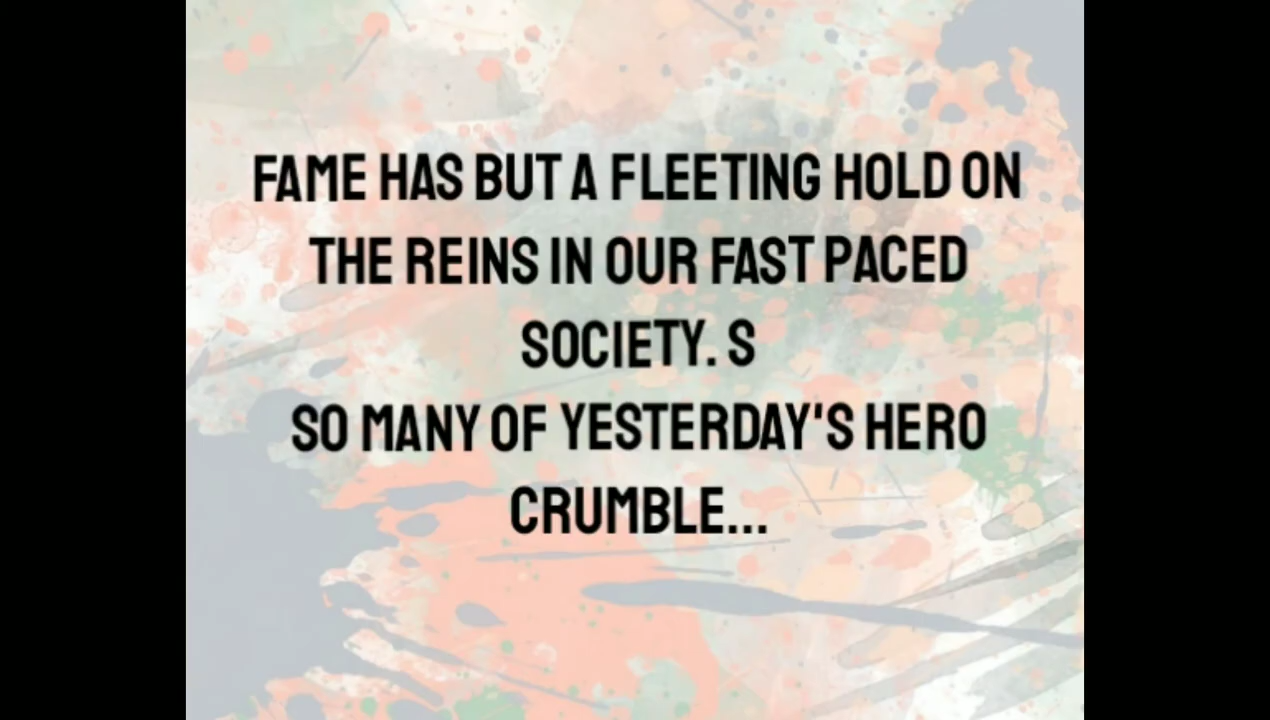 FAME HAS BUT A FLEETING HOLD ON
THE REINS IN OUR FAST PACED
SOCIETY. S
SO MANY OF YESTERDAY'S HERO
CRUMBLE...